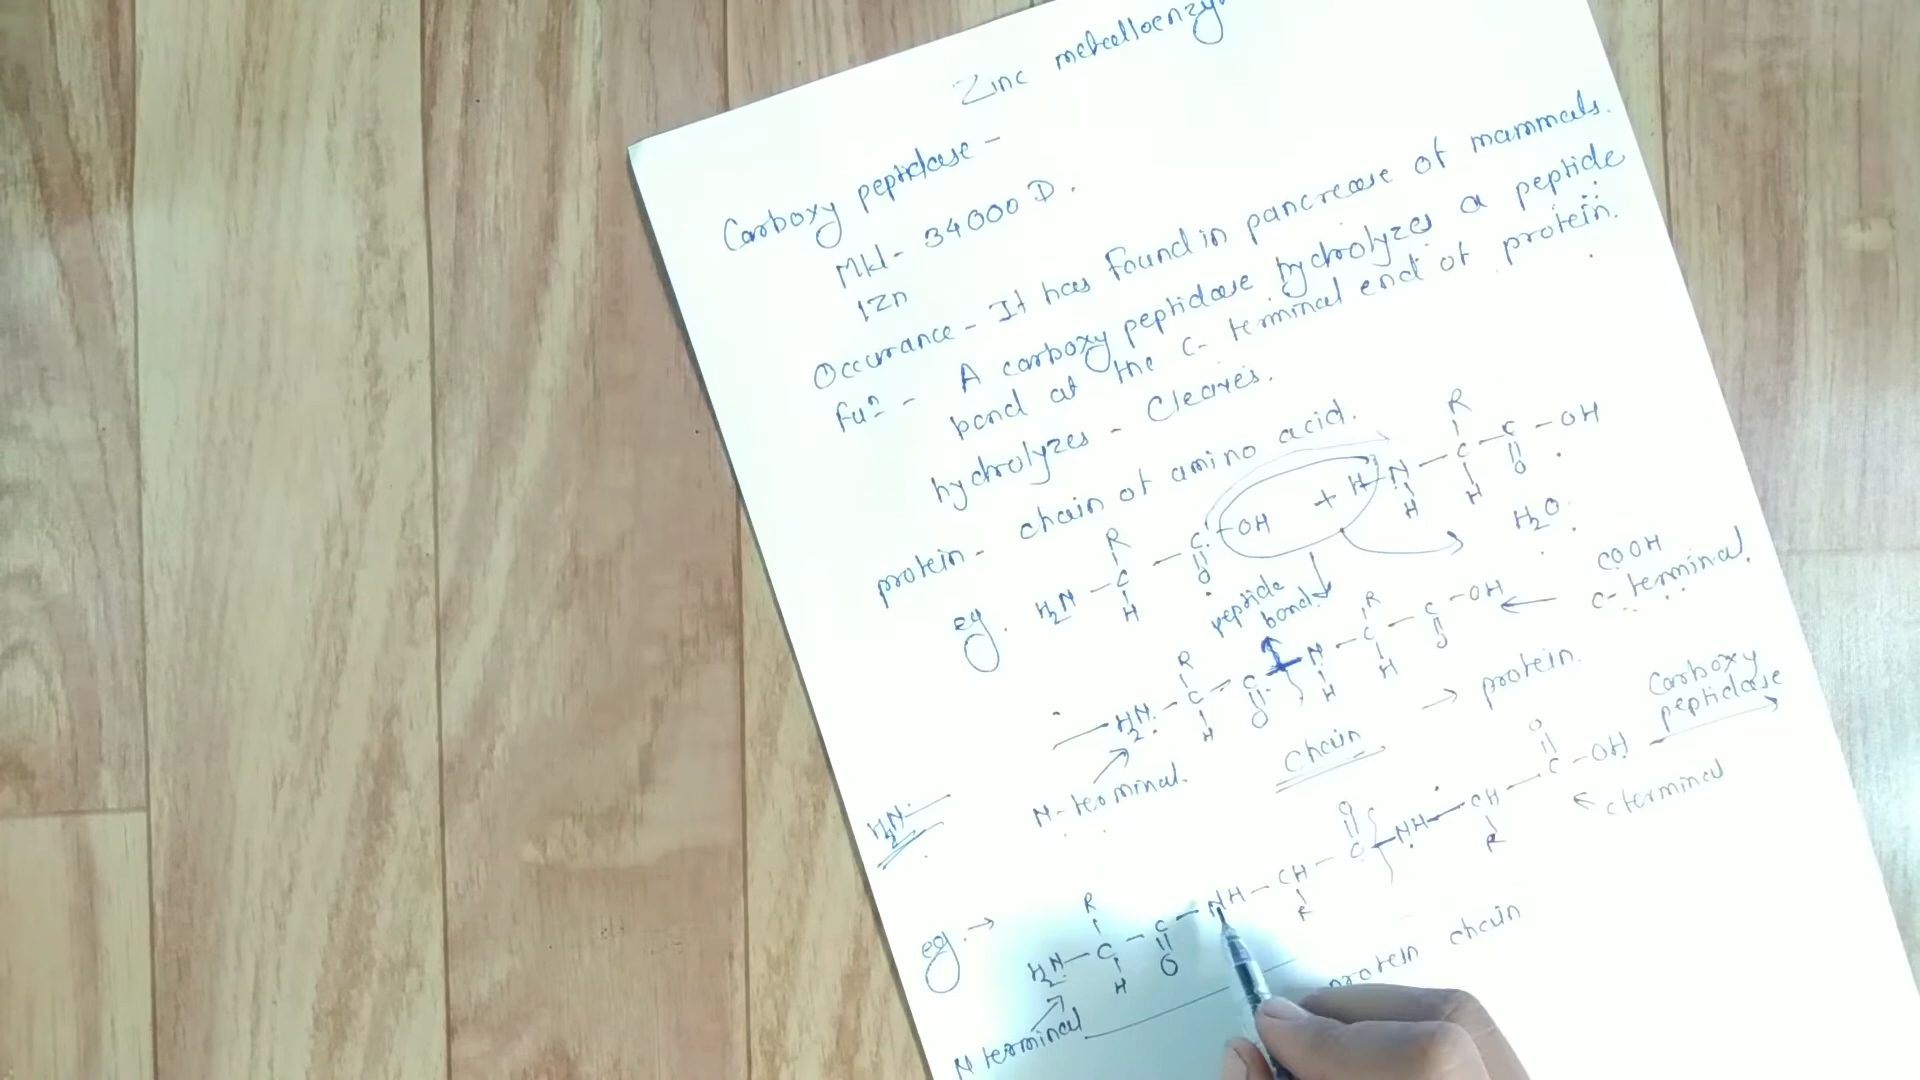 Zinc metalloenzy
Carboxy peptidase -
MW - 34000 D.
1Zn
Occurrance - It has found in pancrease of mammals.
Fun - A carboxy peptidase hydrolyzes a peptide
bond at the C- terminal end of protein.
hydrolyzes - Cleaves.
protein - chain of amino acid.
eg. H2N - C - C - OH + H - N - C - C - OH
R H O H R H O
H2O
peptide
bond
COOH
C- terminal.
H2N - C - C - N - C - C - OH
R H O H R H O
N-terminal.
chain → protein.
H2N
Carboxy
peptidase
eg. → H2N - C - C - NH - CH - C - NH - CH - C - OH
R H O R O R O
c terminal
N terminal
protein chain